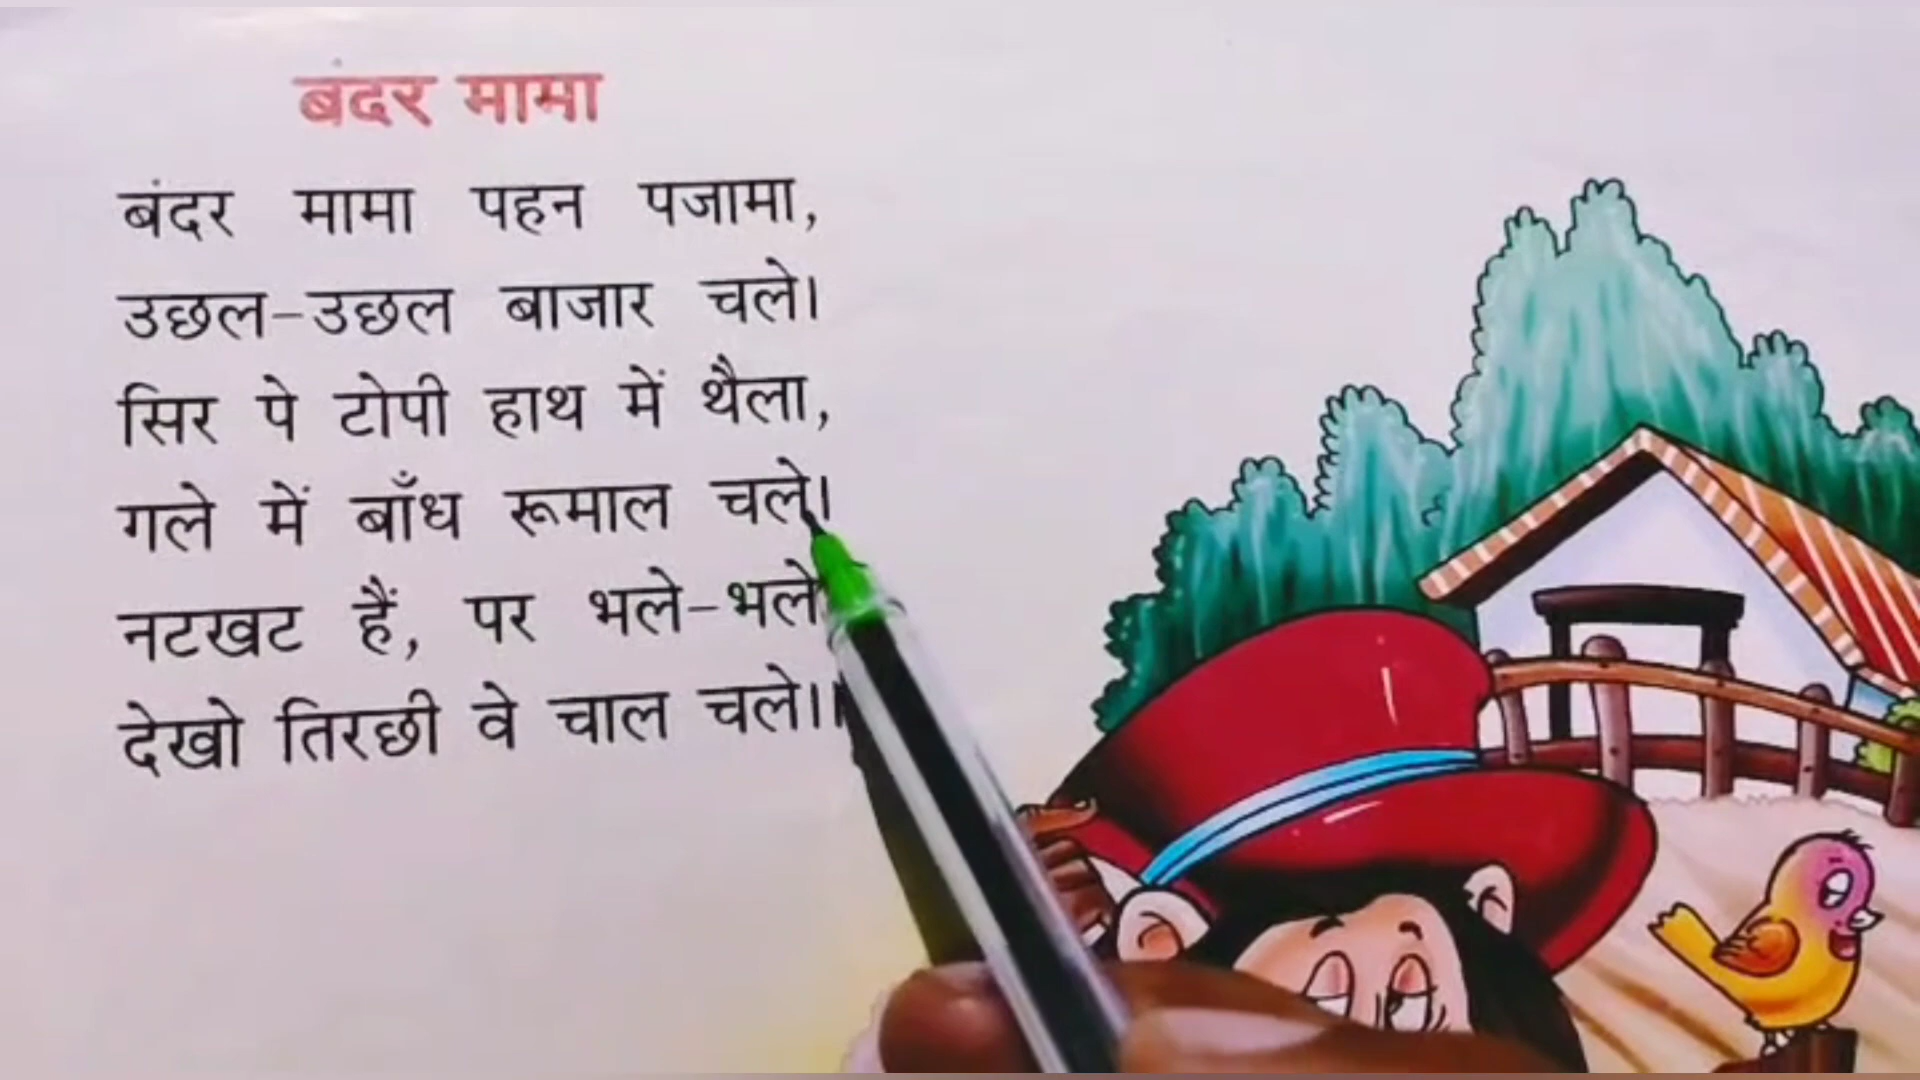 बंदर मामा
बंदर मामा पहन पजामा,
उछल-उछल बाजार चले।
सिर पे टोपी हाथ में थैला,
गले में बाँध रूमाल चले।
नटखट हैं, पर भले-भले
देखो तिरछी वे चाल चले।।